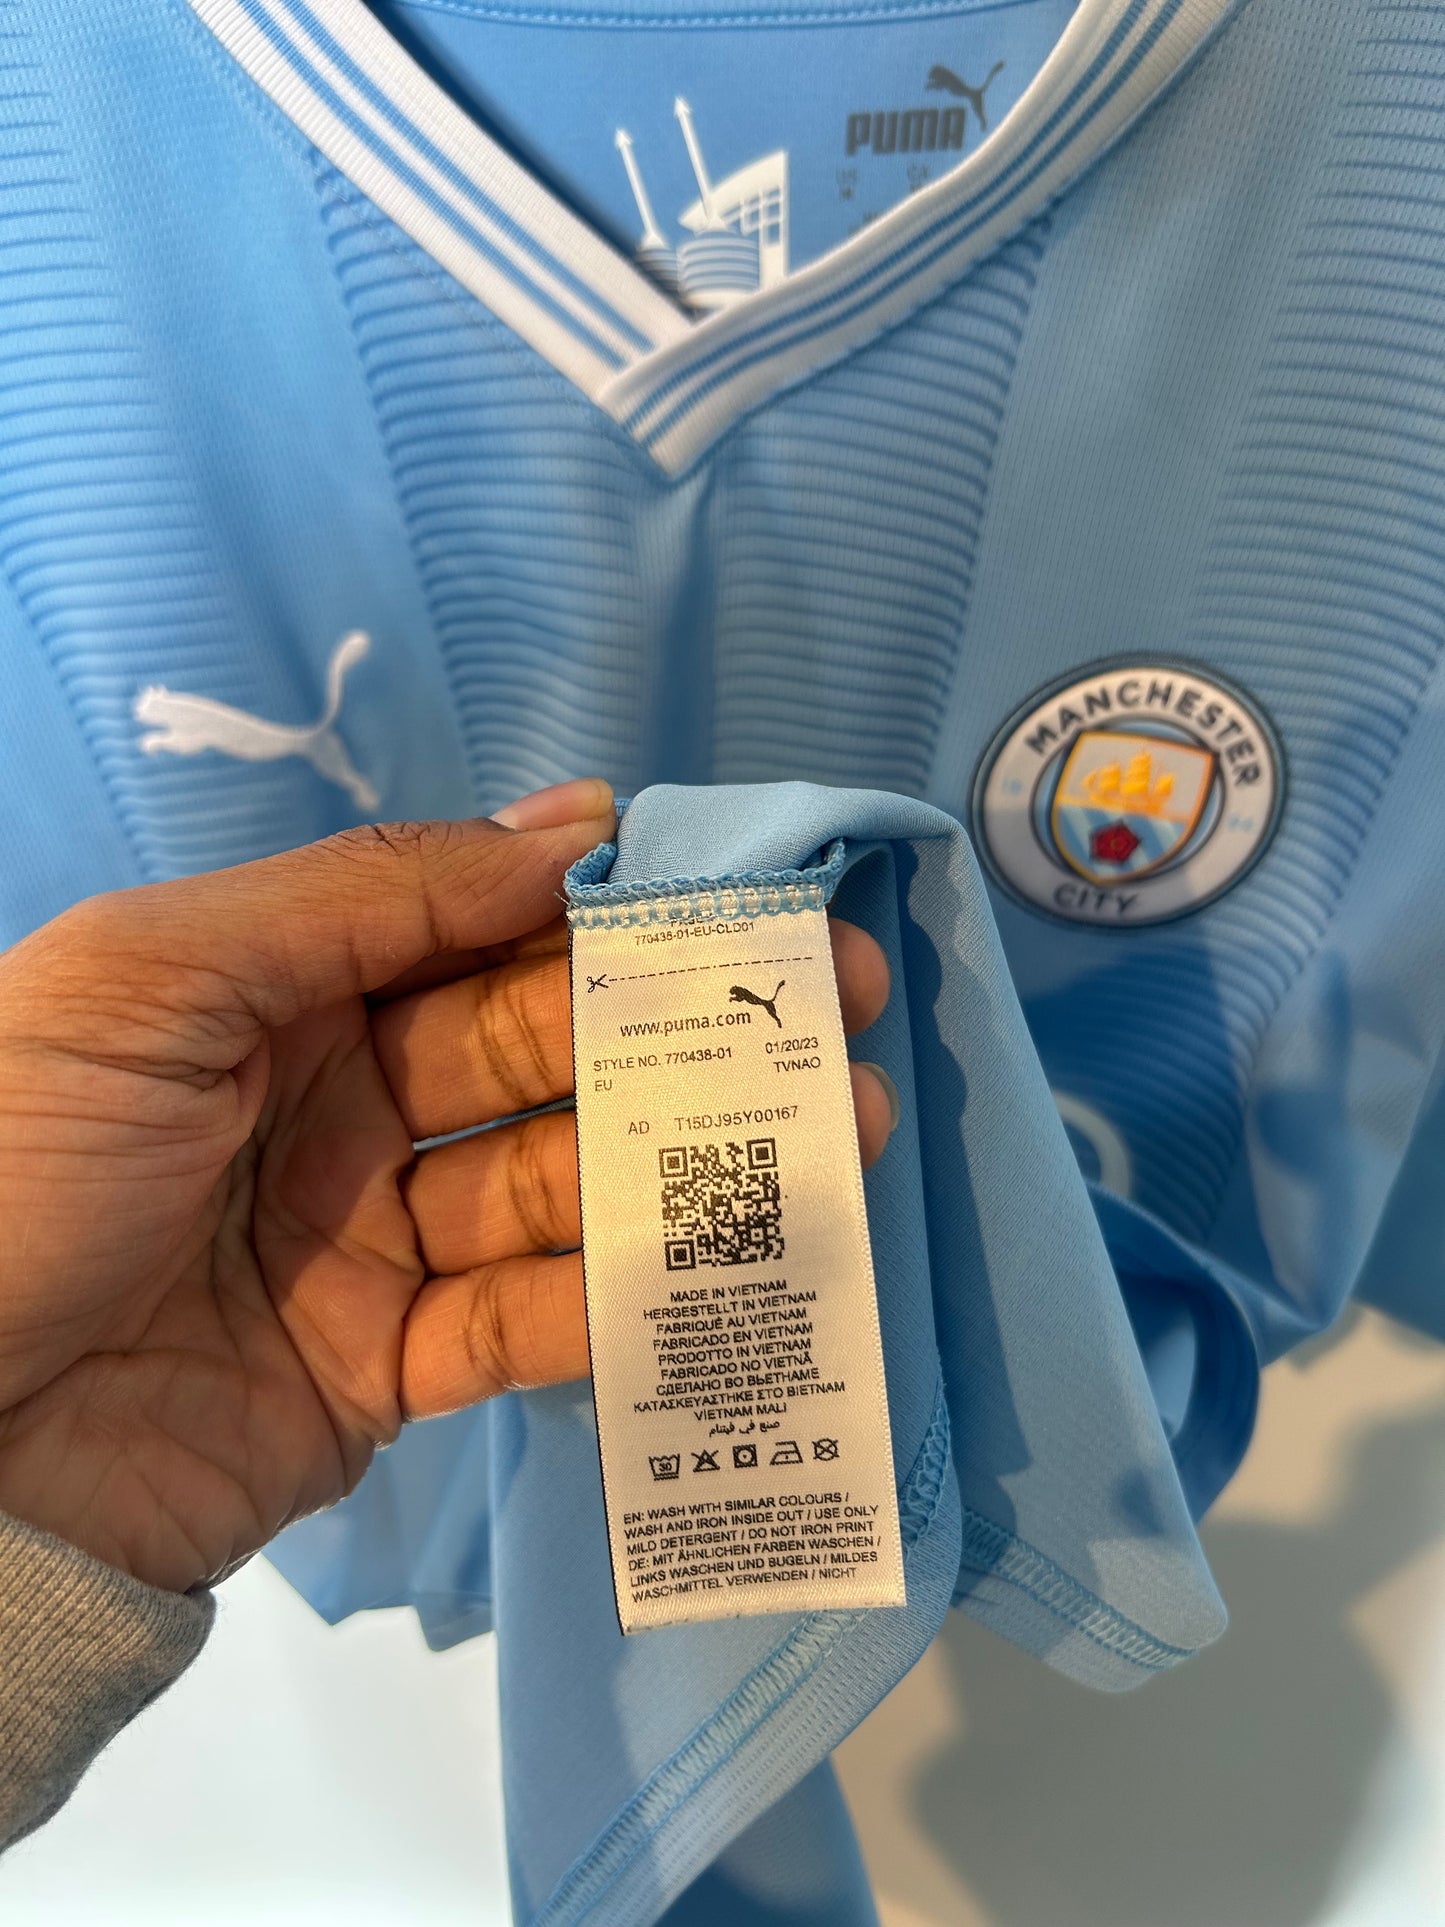 PUMA
MANCHESTER
CITY
770438-01-EU-CLD01
www.puma.com
STYLE NO. 770438-01 01/20/23
EU TVNAO
AD T15DJ95Y00167
MADE IN VIETNAM
HERGESTELLT IN VIETNAM
FABRIQUÉ AU VIETNAM
FABRICADO EN VIETNAM
PRODOTTO IN VIETNAM
FABRICADO NO VIETNÃ
СДЕЛАНО ВО ВЬЕТНАМЕ
ΚΑΤΑΣΚΕΥΑΣΤΗΚΕ ΣΤΟ ΒΙΕΤΝΑΜ
VIETNAM MALI
صنع في فيتنام
30
EN: WASH WITH SIMILAR COLOURS /
WASH AND IRON INSIDE OUT / USE ONLY
MILD DETERGENT / DO NOT IRON PRINT
DE: MIT ÄHNLICHEN FARBEN WASCHEN /
LINKS WASCHEN UND BÜGELN / MILDES
WASCHMITTEL VERWENDEN / NICHT